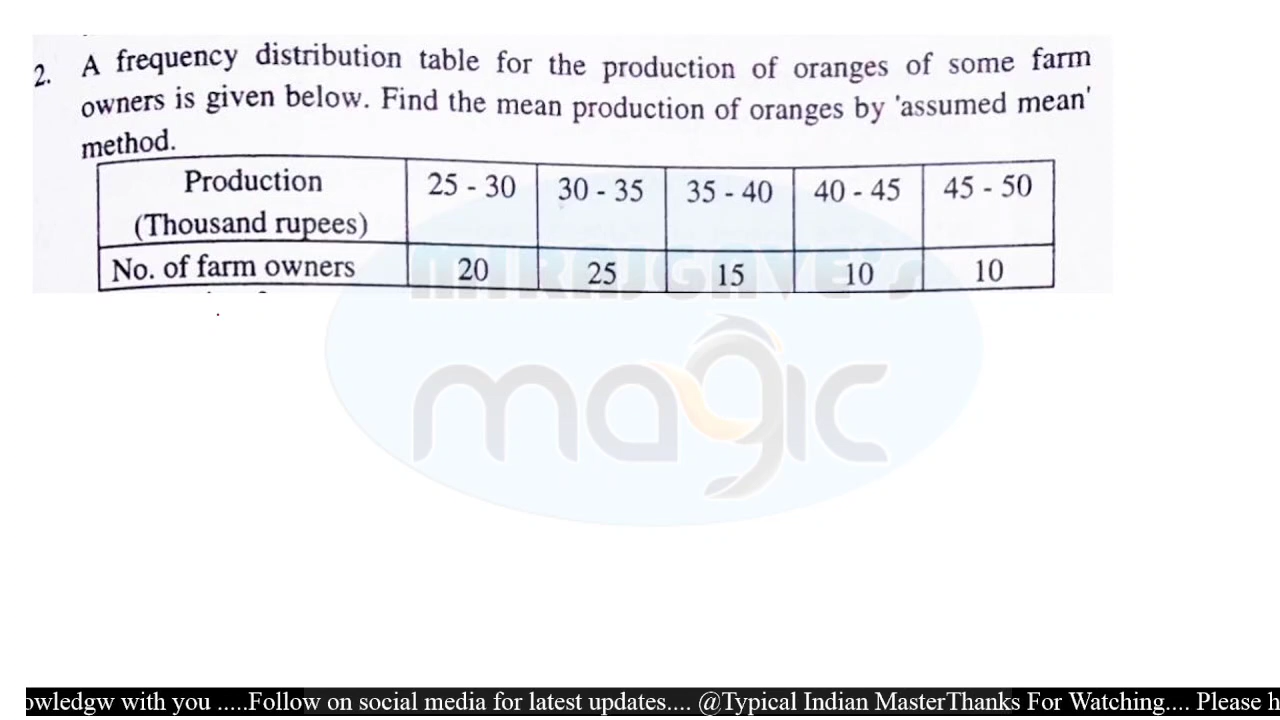 2. A frequency distribution table for the production of oranges of some farm
owners is given below. Find the mean production of oranges by 'assumed mean'
method.
Production 25 - 30 30 - 35 35 - 40 40 - 45 45 - 50
(Thousand rupees)
No. of farm owners 20 25 15 10 10
MIRAJGAVE'S
magic
owledgw with you .....Follow on social media for latest updates.... @Typical Indian MasterThanks For Watching.... Please h